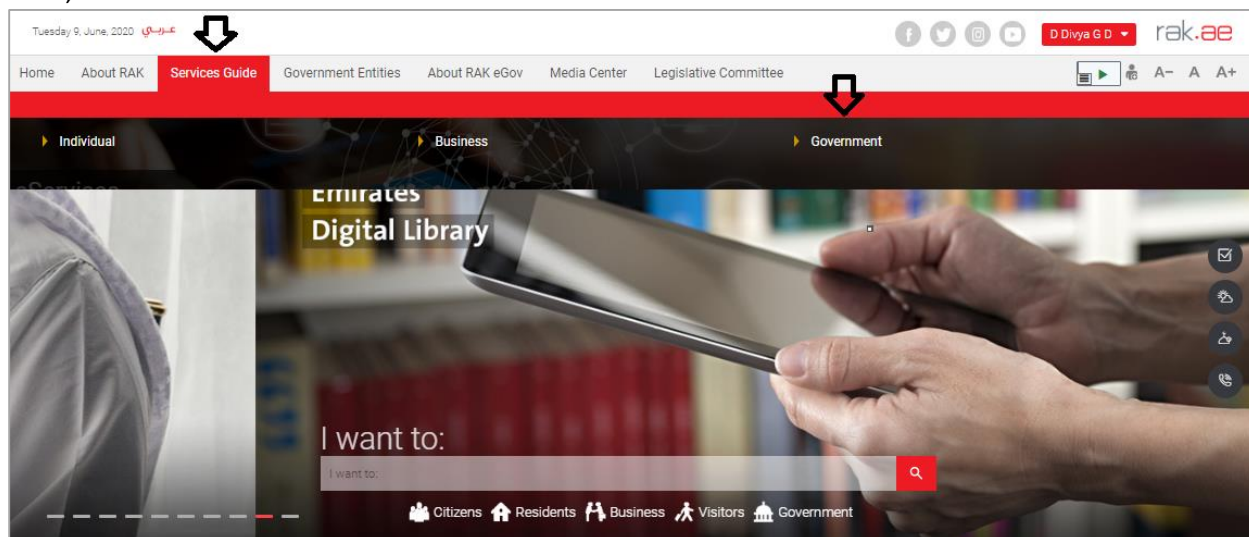 Tuesday 9, June, 2020 عربي D Divya G D rak.ae
Home About RAK Services Guide Government Entities About RAK eGov Media Center Legislative Committee A- A A+
Individual Business Government
eServices
Emirates
Digital Library
I want to:
I want to:
Citizens Residents Business Visitors Government